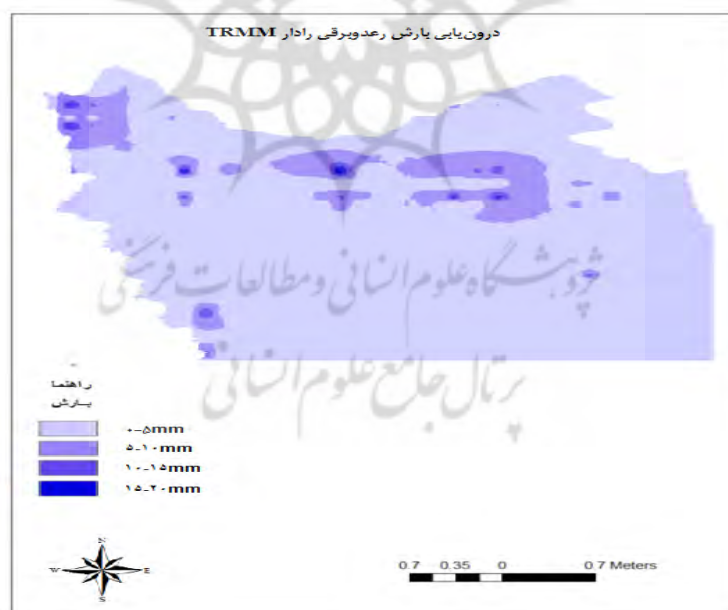 درون‌یابی بارش رعدوبرقی رادار TRMM
پژوهشگاه علوم انسانی و مطالعات فرهنگی
پرتال جامع علوم انسانی
راهنما
بارش
۰-۵mm
۵-۱۰mm
۱۰-۱۵mm
۱۵-۲۰mm
N
W E
S
0.7 0.35 0 0.7 Meters